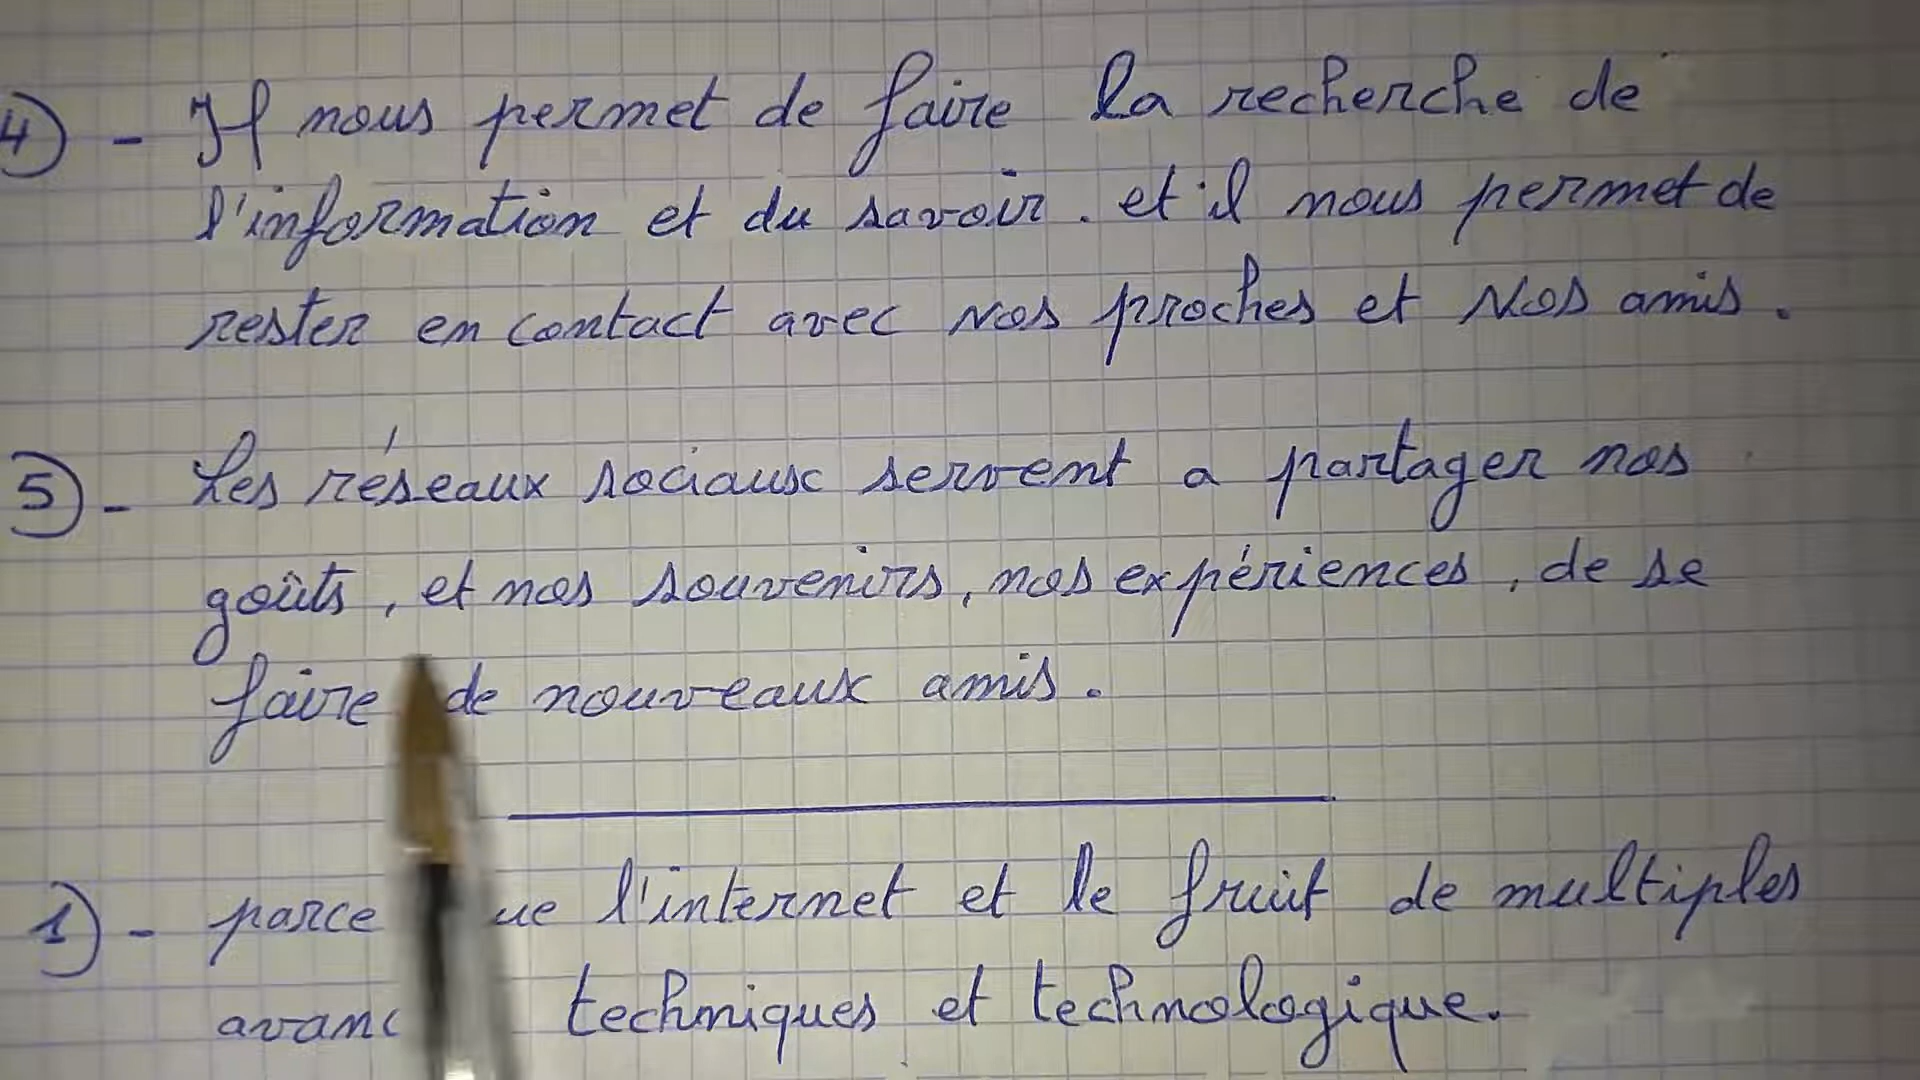 4) - Il nous permet de faire la recherche de
l'information et du savoir. et il nous permet de
rester en contact avec Nos proches et Nos amis.
5) - Les réseaux sociaux servent a partager nos
goûts, et nos souvenirs, nos expériences, de se
faire de nouveaux amis.
1) - parce l'internet et le fruit de multiples
techniques et technologique.